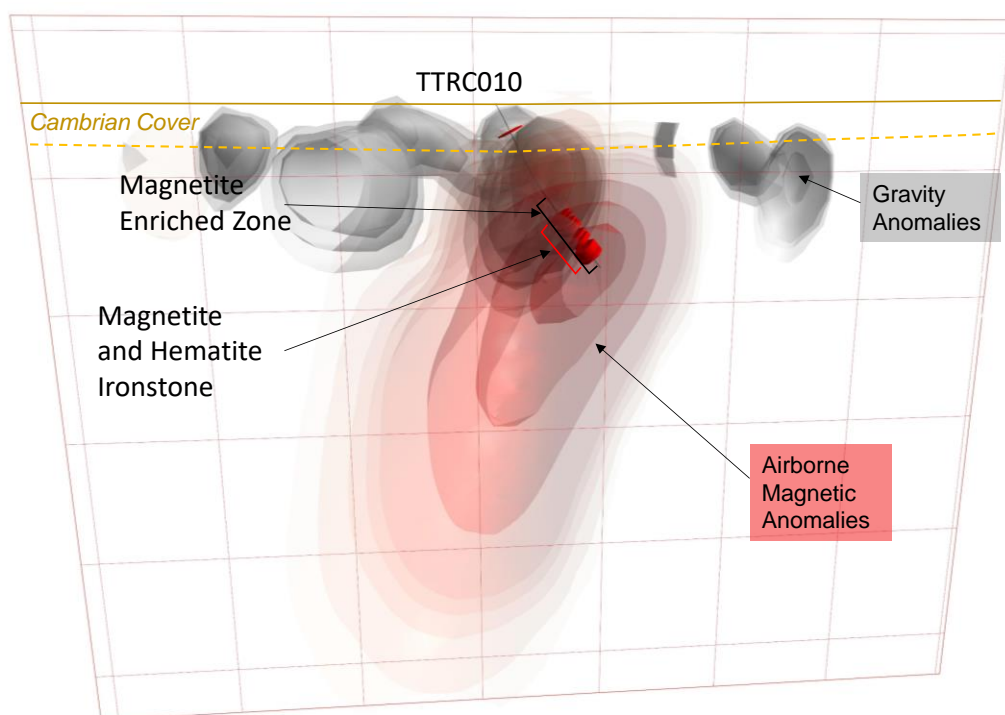 TTRC010
Cambrian Cover
Magnetite
Enriched Zone
Gravity
Anomalies
Magnetite
and Hematite
Ironstone
Airborne
Magnetic
Anomalies